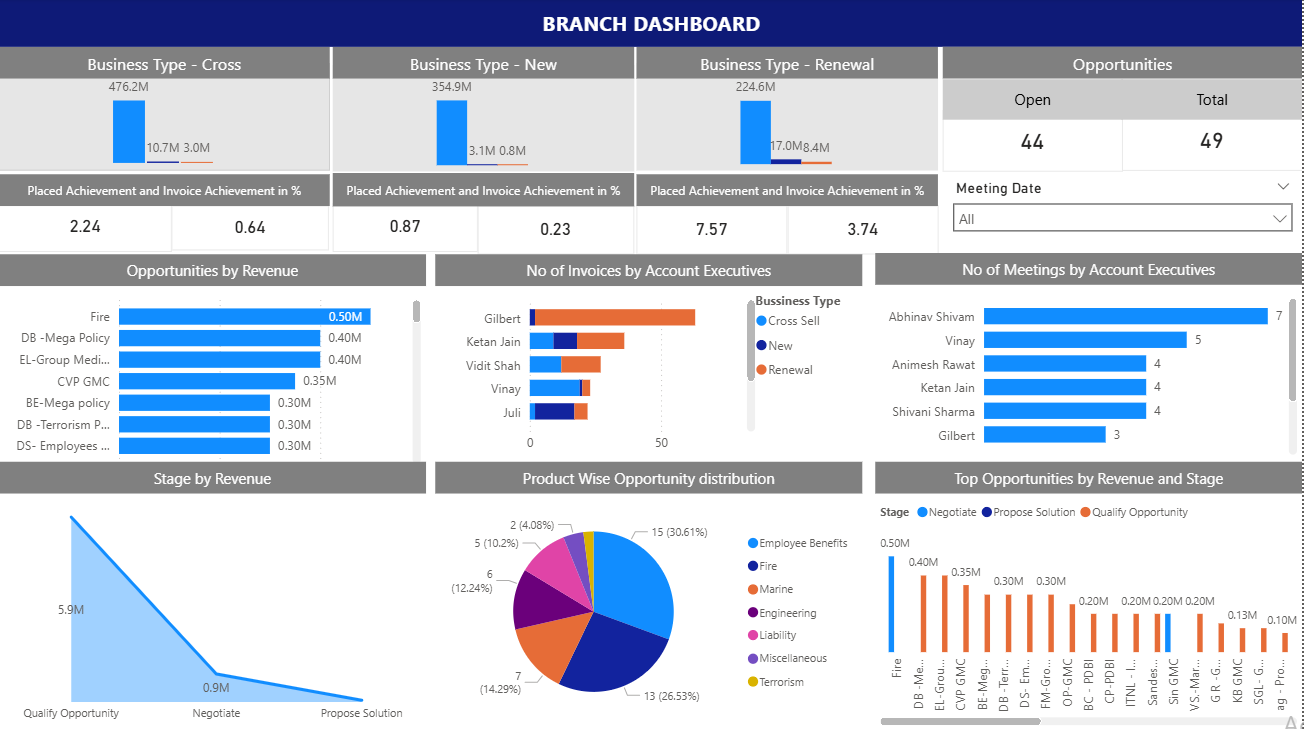 BRANCH DASHBOARD
Business Type - Cross
Business Type - New
Business Type - Renewal
Opportunities
476.2M
10.7M 3.0M
354.9M
3.1M 0.8M
224.6M
17.0M 8.4M
Open
Total
44
49
Placed Achievement and Invoice Achievement in %
Placed Achievement and Invoice Achievement in %
Placed Achievement and Invoice Achievement in %
2.24
0.64
0.87
0.23
7.57
3.74
Meeting Date
All
Opportunities by Revenue
Fire 0.50M
DB -Mega Policy 0.40M
EL-Group Medi... 0.40M
CVP GMC 0.35M
BE-Mega policy 0.30M
DB -Terrorism P... 0.30M
DS- Employees ... 0.30M
No of Invoices by Account Executives
Gilbert
Ketan Jain
Vidit Shah
Vinay
Juli
0 50
Bussiness Type
Cross Sell
New
Renewal
No of Meetings by Account Executives
Abhinav Shivam 7
Vinay 5
Animesh Rawat 4
Ketan Jain 4
Shivani Sharma 4
Gilbert 3
Stage by Revenue
5.9M
0.9M
Qualify Opportunity
Negotiate
Propose Solution
Product Wise Opportunity distribution
15 (30.61%)
13 (26.53%)
7
(14.29%)
6
(12.24%)
5 (10.2%)
2 (4.08%)
Employee Benefits
Fire
Marine
Engineering
Liability
Miscellaneous
Terrorism
Top Opportunities by Revenue and Stage
Stage Negotiate Propose Solution Qualify Opportunity
0.50M
0.40M
0.35M
0.30M
0.30M
0.20M
0.20M
0.20M
0.20M
0.13M
0.10M
Fire
DB -Me...
EL-Grou...
CVP GMC
BE-Meg...
DB -Terr...
DS- Em...
FM-Gro...
OP-GMC
BC - PDBI
CP-PDBI
ITNL - I...
Sandes...
Sin GMC
V.S.-Mar...
G R -G...
KB GMC
SGL - G...
ag - Pro...